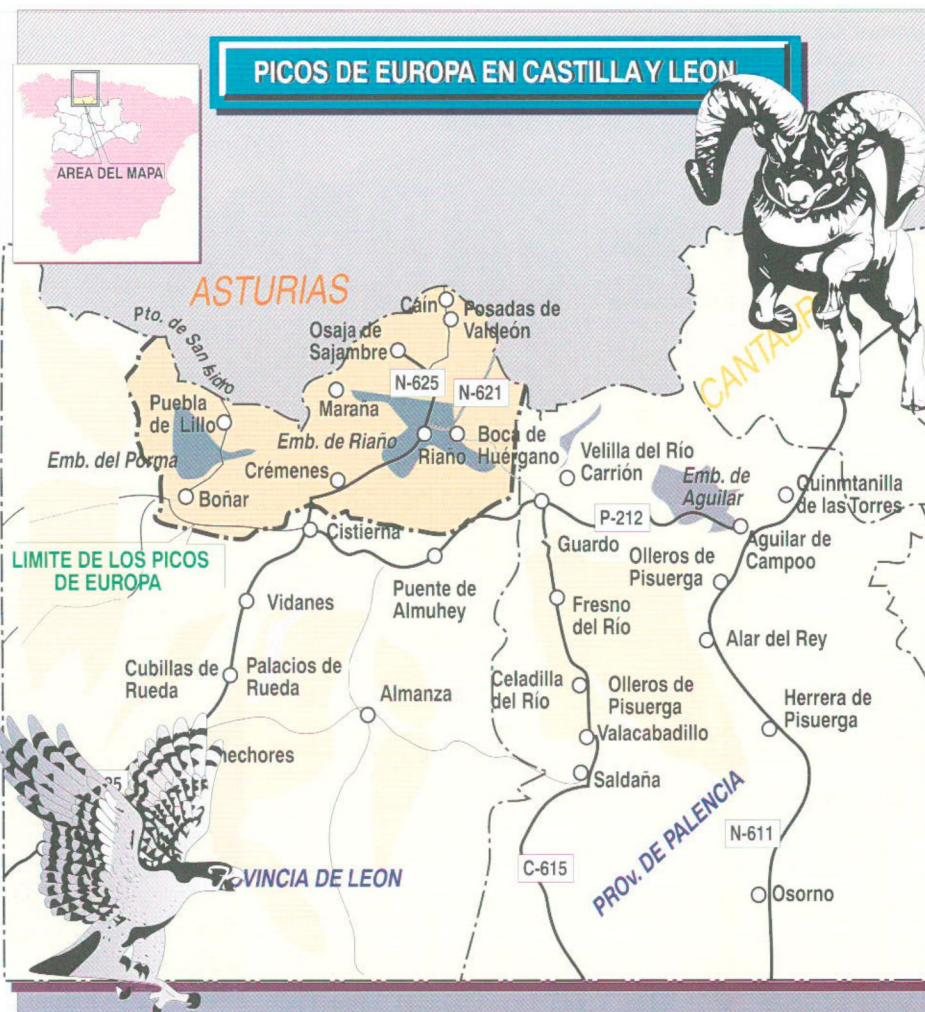 PICOS DE EUROPA EN CASTILLA Y LEON
AREA DEL MAPA
ASTURIAS
Pto. de San Isidro
Caín
Posadas de
Valdeón
Osaja de
Sajambre
CANTABR
N-625
N-621
Maraña
Puebla
de Lillo
Emb. de Riaño
Riaño
Boca de
Huérgano
Emb. del Porma
Crémenes
Boñar
Velilla del Río
Carrión
Emb. de
Aguilar
Quinmtanilla
de las Torres
P-212
Cistierna
LIMITE DE LOS PICOS
DE EUROPA
Guardo
Aguilar de
Campoo
Olleros de
Pisuerga
Puente de
Almuhey
Vidanes
Fresno
del Río
Alar del Rey
Cubillas de
Rueda
Palacios de
Rueda
Almanza
Celadilla
del Río
Olleros de
Pisuerga
Herrera de
Pisuerga
Valacabadillo
mechores
25
Saldaña
N-611
C-615
PROv. DE PALENCIA
VINCIA DE LEON
Osorno